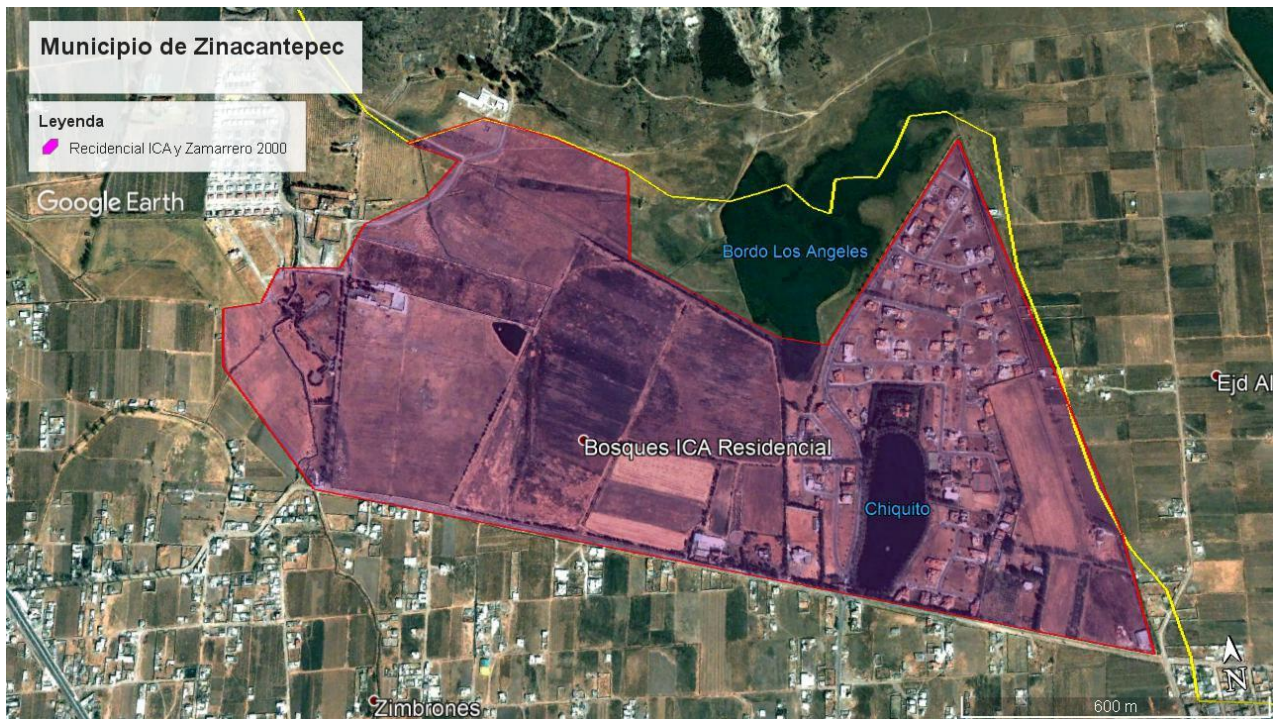 Municipio de Zinacantepec
Leyenda
Recidencial ICA y Zamarrero 2000
Google Earth
Bordo Los Angeles
Ejd Al
Bosques ICA Residencial
Chiquito
Zimbrones
N
600 m